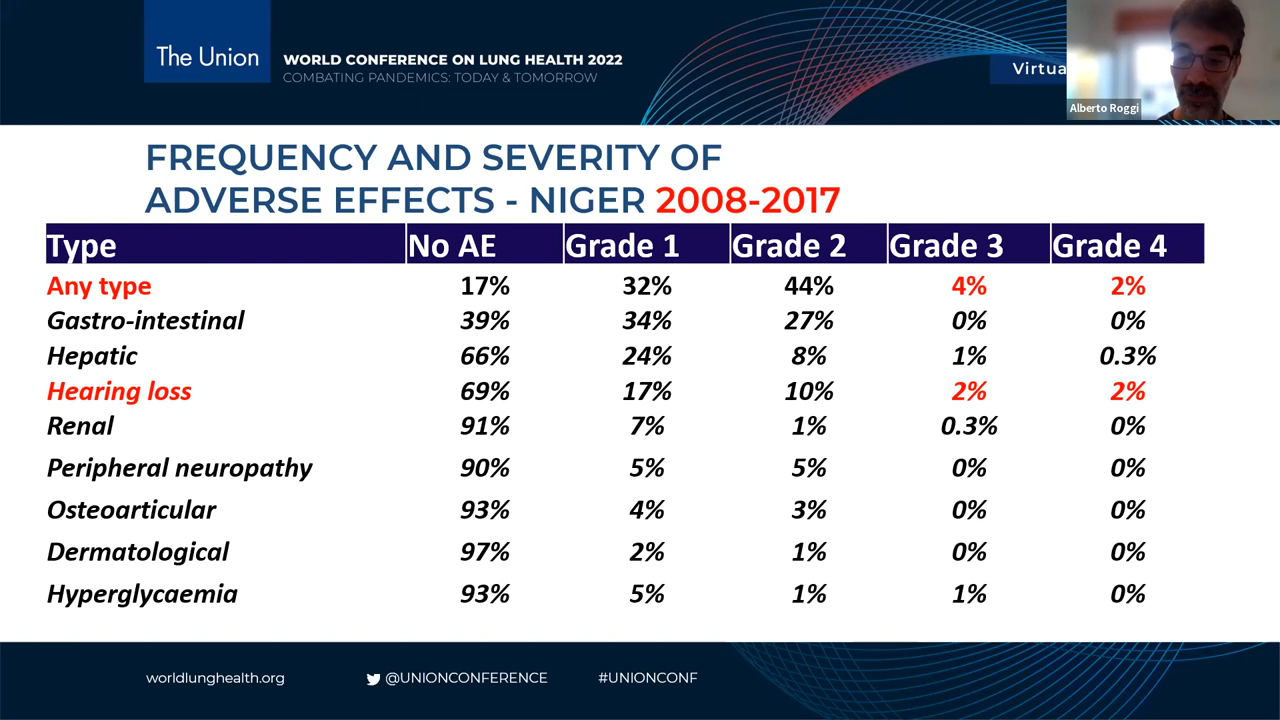 The Union
WORLD CONFERENCE ON LUNG HEALTH 2022
COMBATING PANDEMICS: TODAY & TOMORROW
Virtua
Alberto Roggi
FREQUENCY AND SEVERITY OF
ADVERSE EFFECTS - NIGER 2008-2017
Type No AE Grade 1 Grade 2 Grade 3 Grade 4
Any type 17% 32% 44% 4% 2%
Gastro-intestinal 39% 34% 27% 0% 0%
Hepatic 66% 24% 8% 1% 0.3%
Hearing loss 69% 17% 10% 2% 2%
Renal 91% 7% 1% 0.3% 0%
Peripheral neuropathy 90% 5% 5% 0% 0%
Osteoarticular 93% 4% 3% 0% 0%
Dermatological 97% 2% 1% 0% 0%
Hyperglycaemia 93% 5% 1% 1% 0%
worldlunghealth.org @UNIONCONFERENCE #UNIONCONF